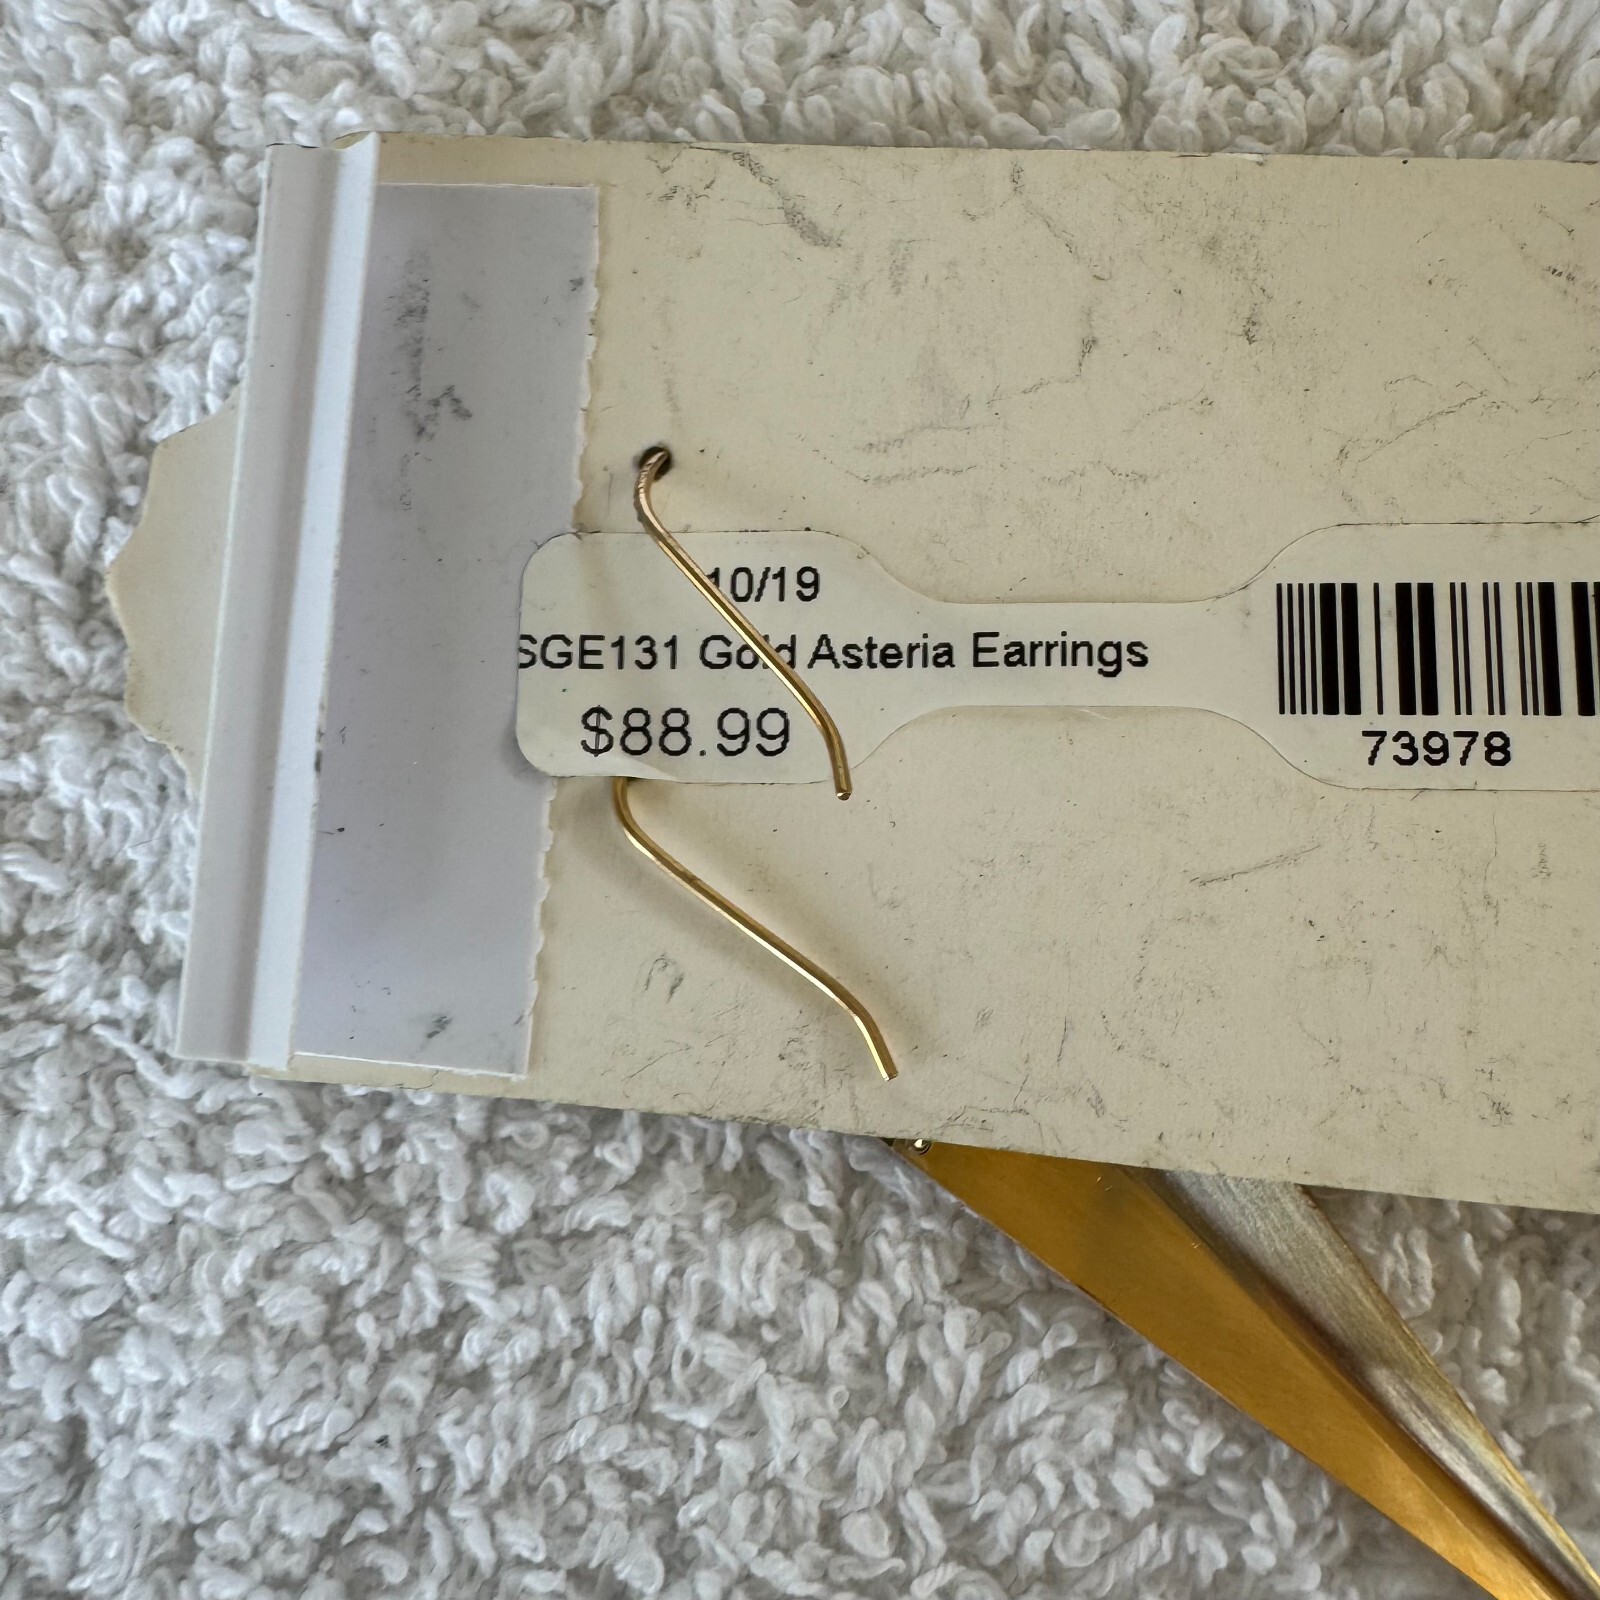 10/19
SGE131 Gold Asteria Earrings
$88.99
73978